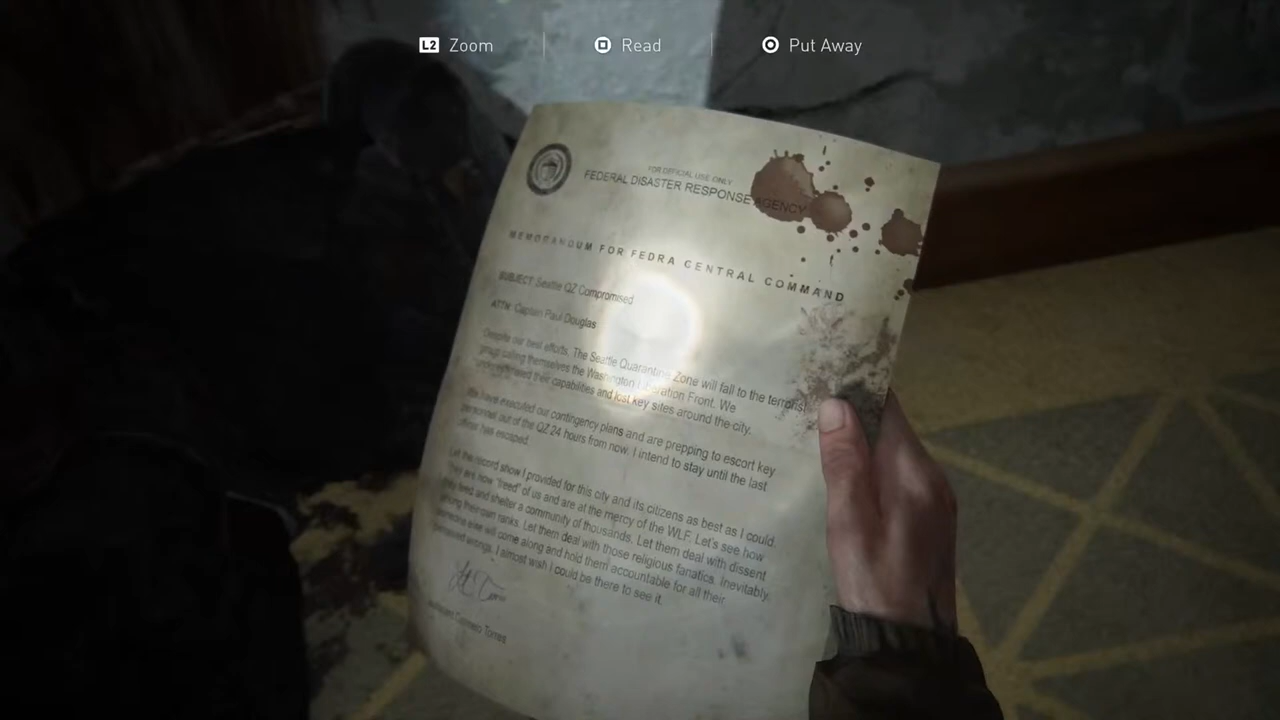 L2 Zoom
Read
Put Away
FOR OFFICIAL USE ONLY
FEDERAL DISASTER RESPONSE AGENCY
MEMORANDUM FOR FEDRA CENTRAL COMMAND
SUBJECT: Seattle QZ Compromised
ATTN: Captain Paul Douglas
Despite our best efforts, The Seattle Quarantine Zone will fall to the terrorist
group calling themselves the Washington Liberation Front. We
underestimated their capabilities and lost key sites around the city.
We have executed our contingency plans and are prepping to escort key
personnel out of the QZ 24 hours from now. I intend to stay until the last
has escaped.
Let the record show I provided for this city and its citizens as best as I could.
They are now "freed" of us and are at the mercy of the WLF. Let's see how
they feed and shelter a community of thousands. Let them deal with dissent
among their own ranks. Let them deal with those religious fanatics. Inevitably,
someone else will come along and hold them accountable for all their
perceived wrongs. I almost wish I could be there to see it.
Torres